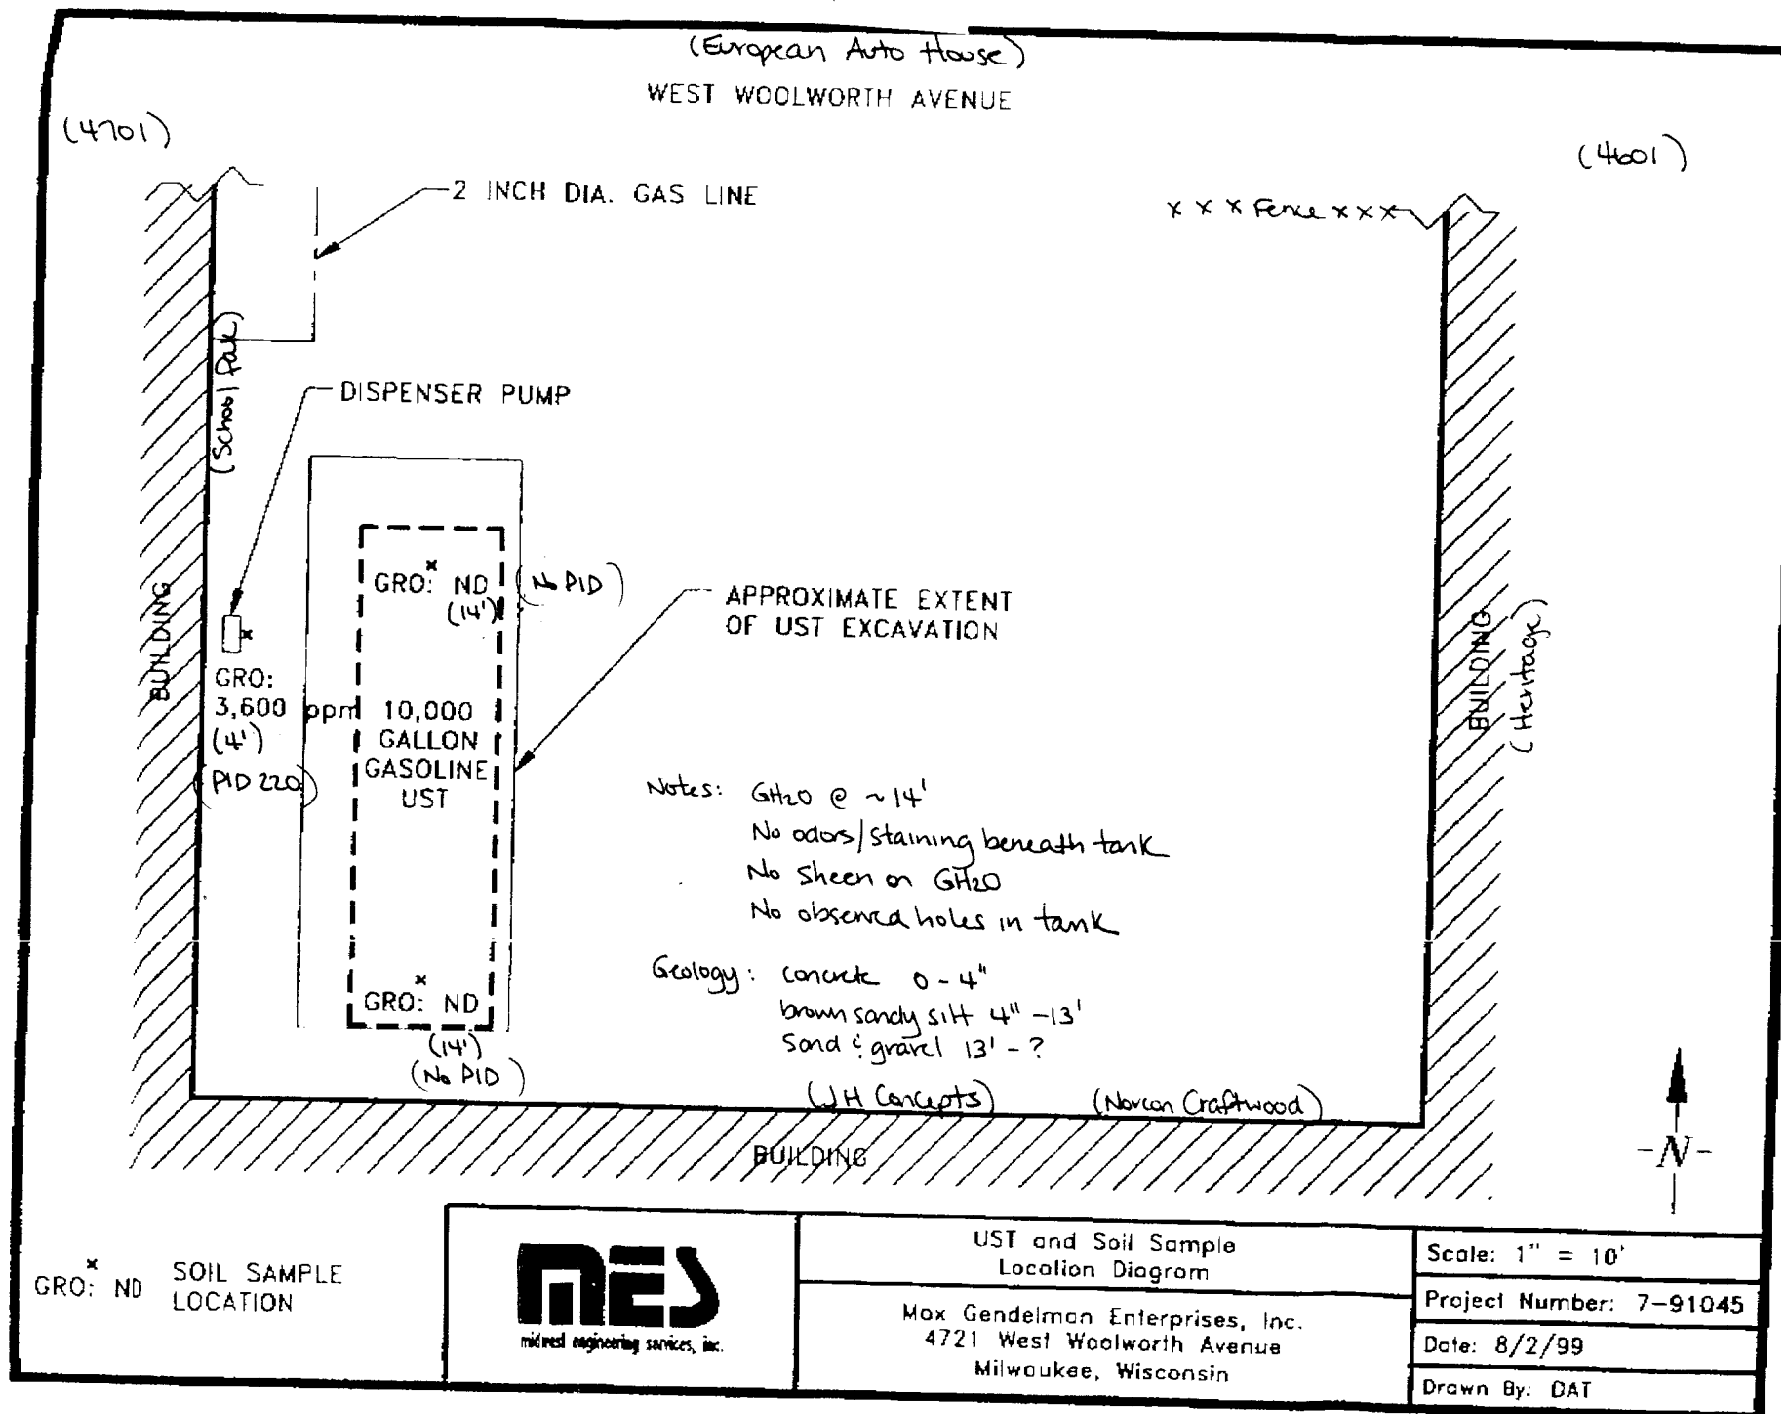 (European Auto House)
WEST WOOLWORTH AVENUE
(4701)
(4601)
2 INCH DIA. GAS LINE
x x x Fence x x x
(School Pak)
DISPENSER PUMP
GRO: ND
(14')
(No PID)
APPROXIMATE EXTENT
OF UST EXCAVATION
BUILDING
BUILDING
(Heritage)
GRO:
3,600 ppm
(4')
(PID 220)
10,000
GALLON
GASOLINE
UST
Notes: GH2O @ ~14'
No odors/staining beneath tank
No sheen on GH2O
No observed holes in tank
GRO: ND
(14')
(No PID)
Geology: concrete 0-4"
brown sandy silt 4"-13'
Sand & gravel 13'-?
(JH Concepts)
(Norcon Craftwood)
BUILDING
-N-
GRO: ND
SOIL SAMPLE
LOCATION
MES
midwest engineering services, inc.
UST and Soil Sample
Location Diagram
Max Gendelman Enterprises, Inc.
4721 West Woolworth Avenue
Milwaukee, Wisconsin
Scale: 1" = 10'
Project Number: 7-91045
Date: 8/2/99
Drawn By: DAT